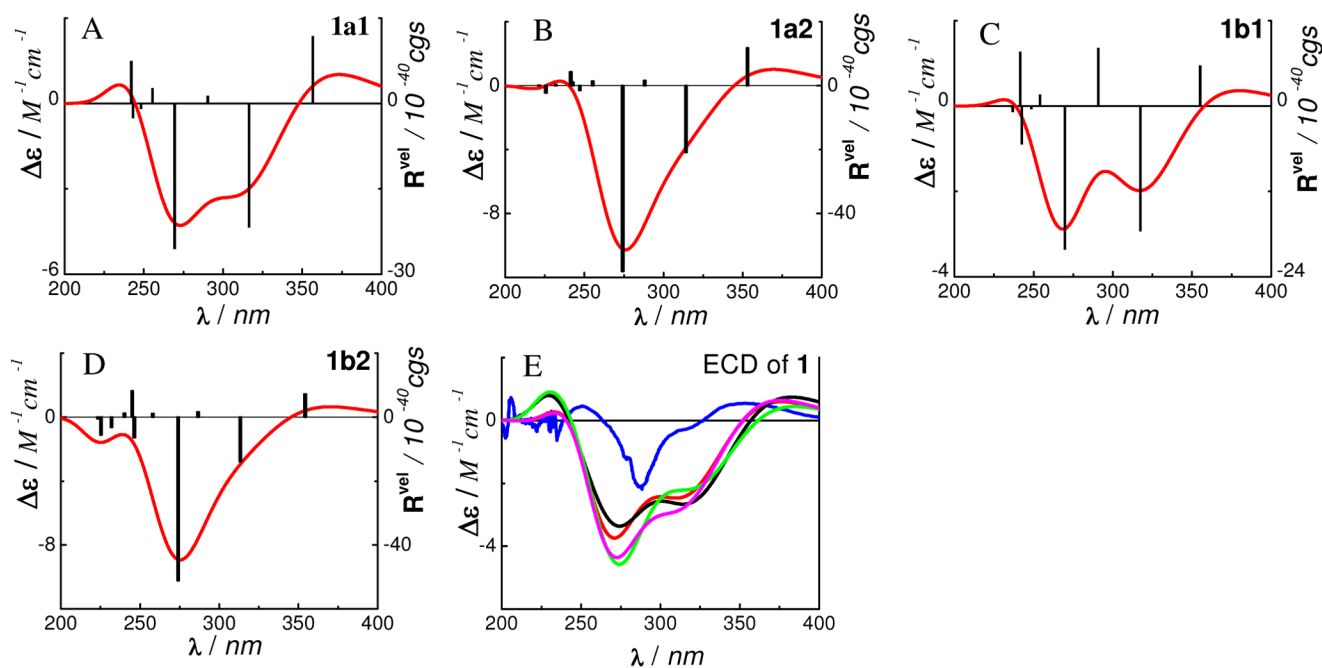 A
1a1
Δε / M⁻¹cm⁻¹
0
-3
-6
0
-30
R^vel / 10⁻⁴⁰cgs
200 250 300 350 400
λ / nm
B
1a2
Δε / M⁻¹cm⁻¹
0
-8
0
-40
R^vel / 10⁻⁴⁰cgs
200 250 300 350 400
λ / nm
C
1b1
Δε / M⁻¹cm⁻¹
0
-2
-4
0
-24
R^vel / 10⁻⁴⁰cgs
200 250 300 350 400
λ / nm
D
1b2
Δε / M⁻¹cm⁻¹
0
-8
0
-40
R^vel / 10⁻⁴⁰cgs
200 250 300 350 400
λ / nm
E
ECD of 1
Δε / M⁻¹cm⁻¹
0
-4
200 250 300 350 400
λ / nm